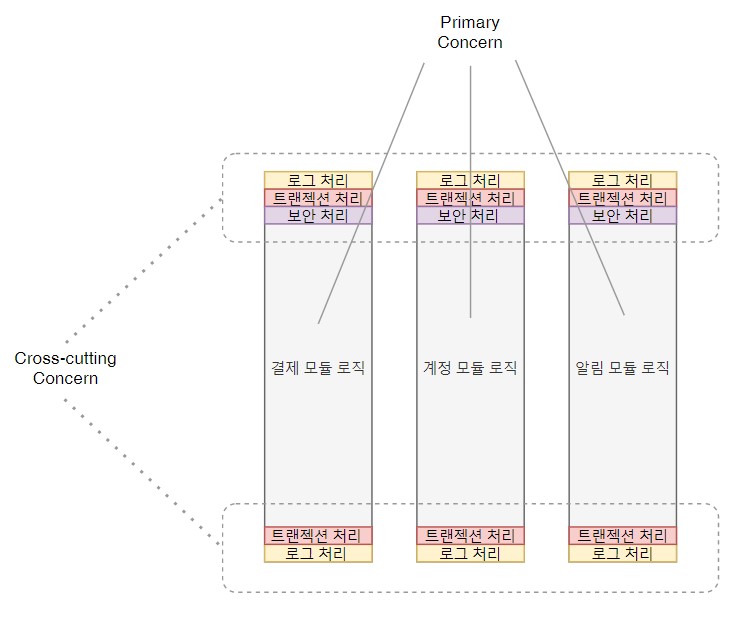 Primary
Concern
로그 처리
로그 처리
로그 처리
트랜젝션 처리
트랜젝션 처리
트랜젝션 처리
보안 처리
보안 처리
보안 처리
Cross-cutting
Concern
결제 모듈 로직
계정 모듈 로직
알림 모듈 로직
트랜젝션 처리
트랜젝션 처리
트랜젝션 처리
로그 처리
로그 처리
로그 처리